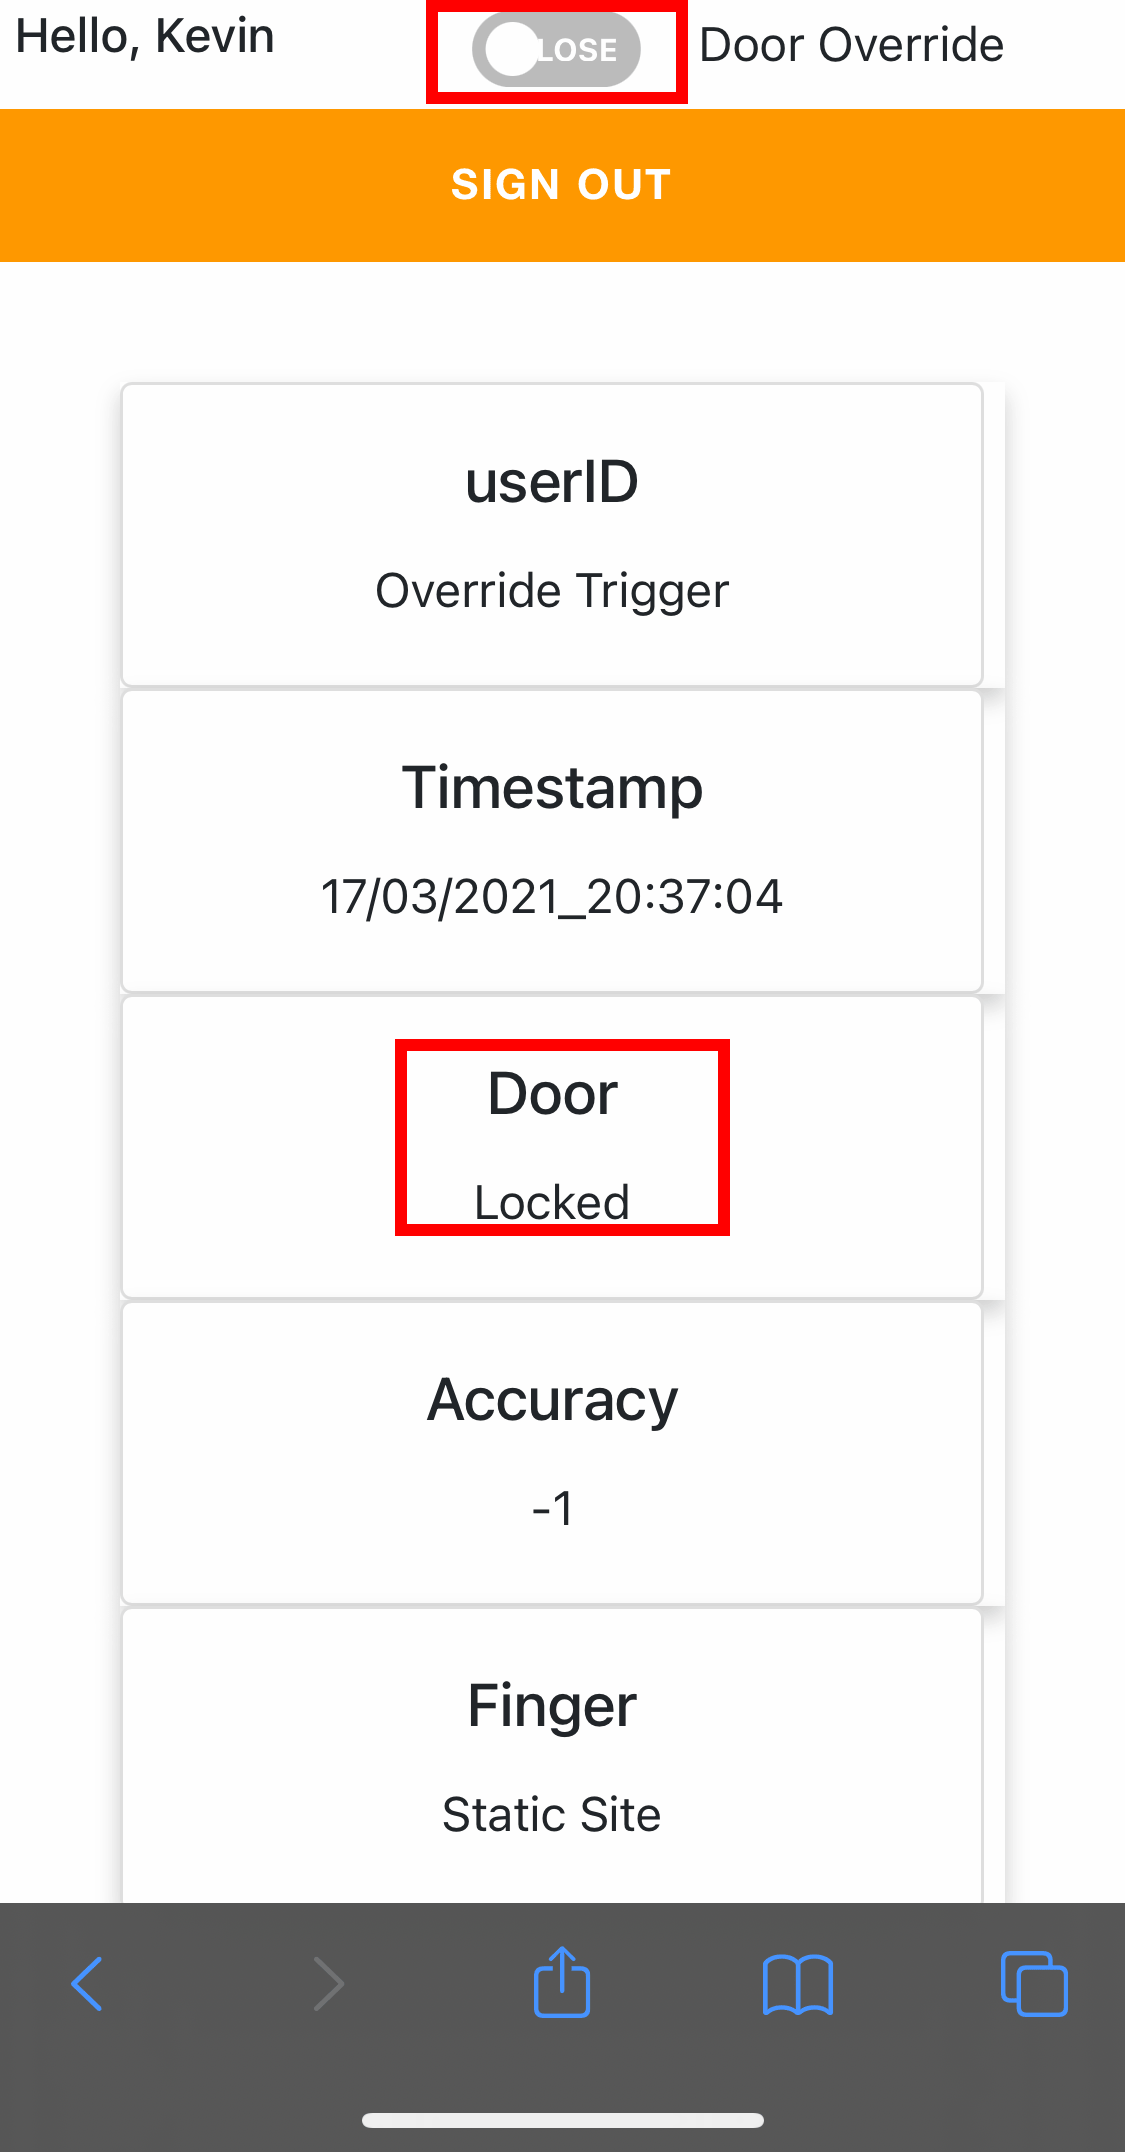 Hello, Kevin
LOSE
Door Override
SIGN OUT
userID
Override Trigger
Timestamp
17/03/2021_20:37:04
Door
Locked
Accuracy
-1
Finger
Static Site